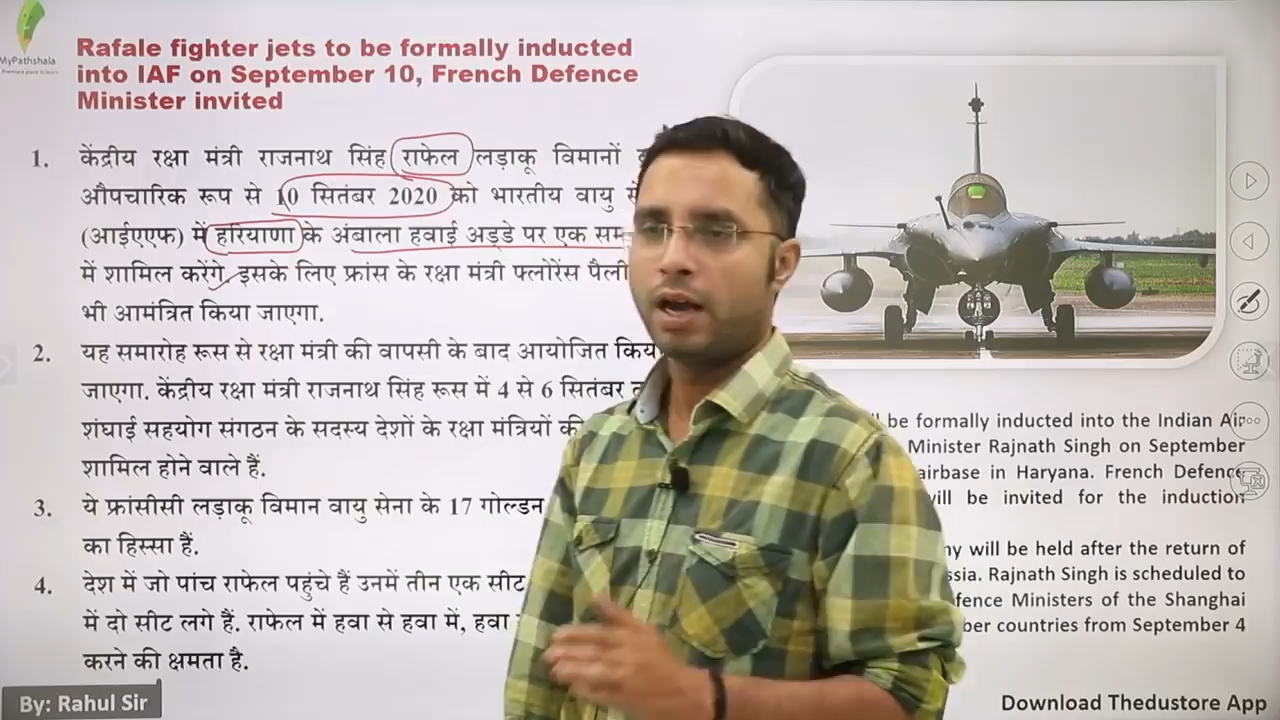 MyPathshala
Rafale fighter jets to be formally inducted
into IAF on September 10, French Defence
Minister invited
1. केंद्रीय रक्षा मंत्री राजनाथ सिंह राफेल लड़ाकू विमानों
औपचारिक रूप से 10 सितंबर 2020 को भारतीय वायु
(आईएएफ) में हरियाणा के अंबाला हवाई अड्डे पर एक
में शामिल करेंगे, इसके लिए फ्रांस के रक्षा मंत्री फ्लोरेंस
भी आमंत्रित किया जाएगा.
2. यह समारोह रूस से रक्षा मंत्री की वापसी के बाद आयोजित
जाएगा. केंद्रीय रक्षा मंत्री राजनाथ सिंह रूस में 4 से 6 सितंबर
शंघाई सहयोग संगठन के सदस्य देशों के रक्षा मंत्रियों की
शामिल होने वाले हैं.
3. ये फ्रांसीसी लड़ाकू विमान वायु सेना के 17 गोल्डन
का हिस्सा हैं.
4. देश में जो पांच राफेल पहुंचे हैं उनमें तीन एक सीट
में दो सीट लगे हैं. राफेल में हवा से हवा में, हवा
करने की क्षमता है.
be formally inducted into the Indian Air
Minister Rajnath Singh on September
airbase in Haryana. French Defence
will be invited for the induction
will be held after the return of
Rajnath Singh is scheduled to
Ministers of the Shanghai
countries from September 4
By: Rahul Sir
Download Thedustore App